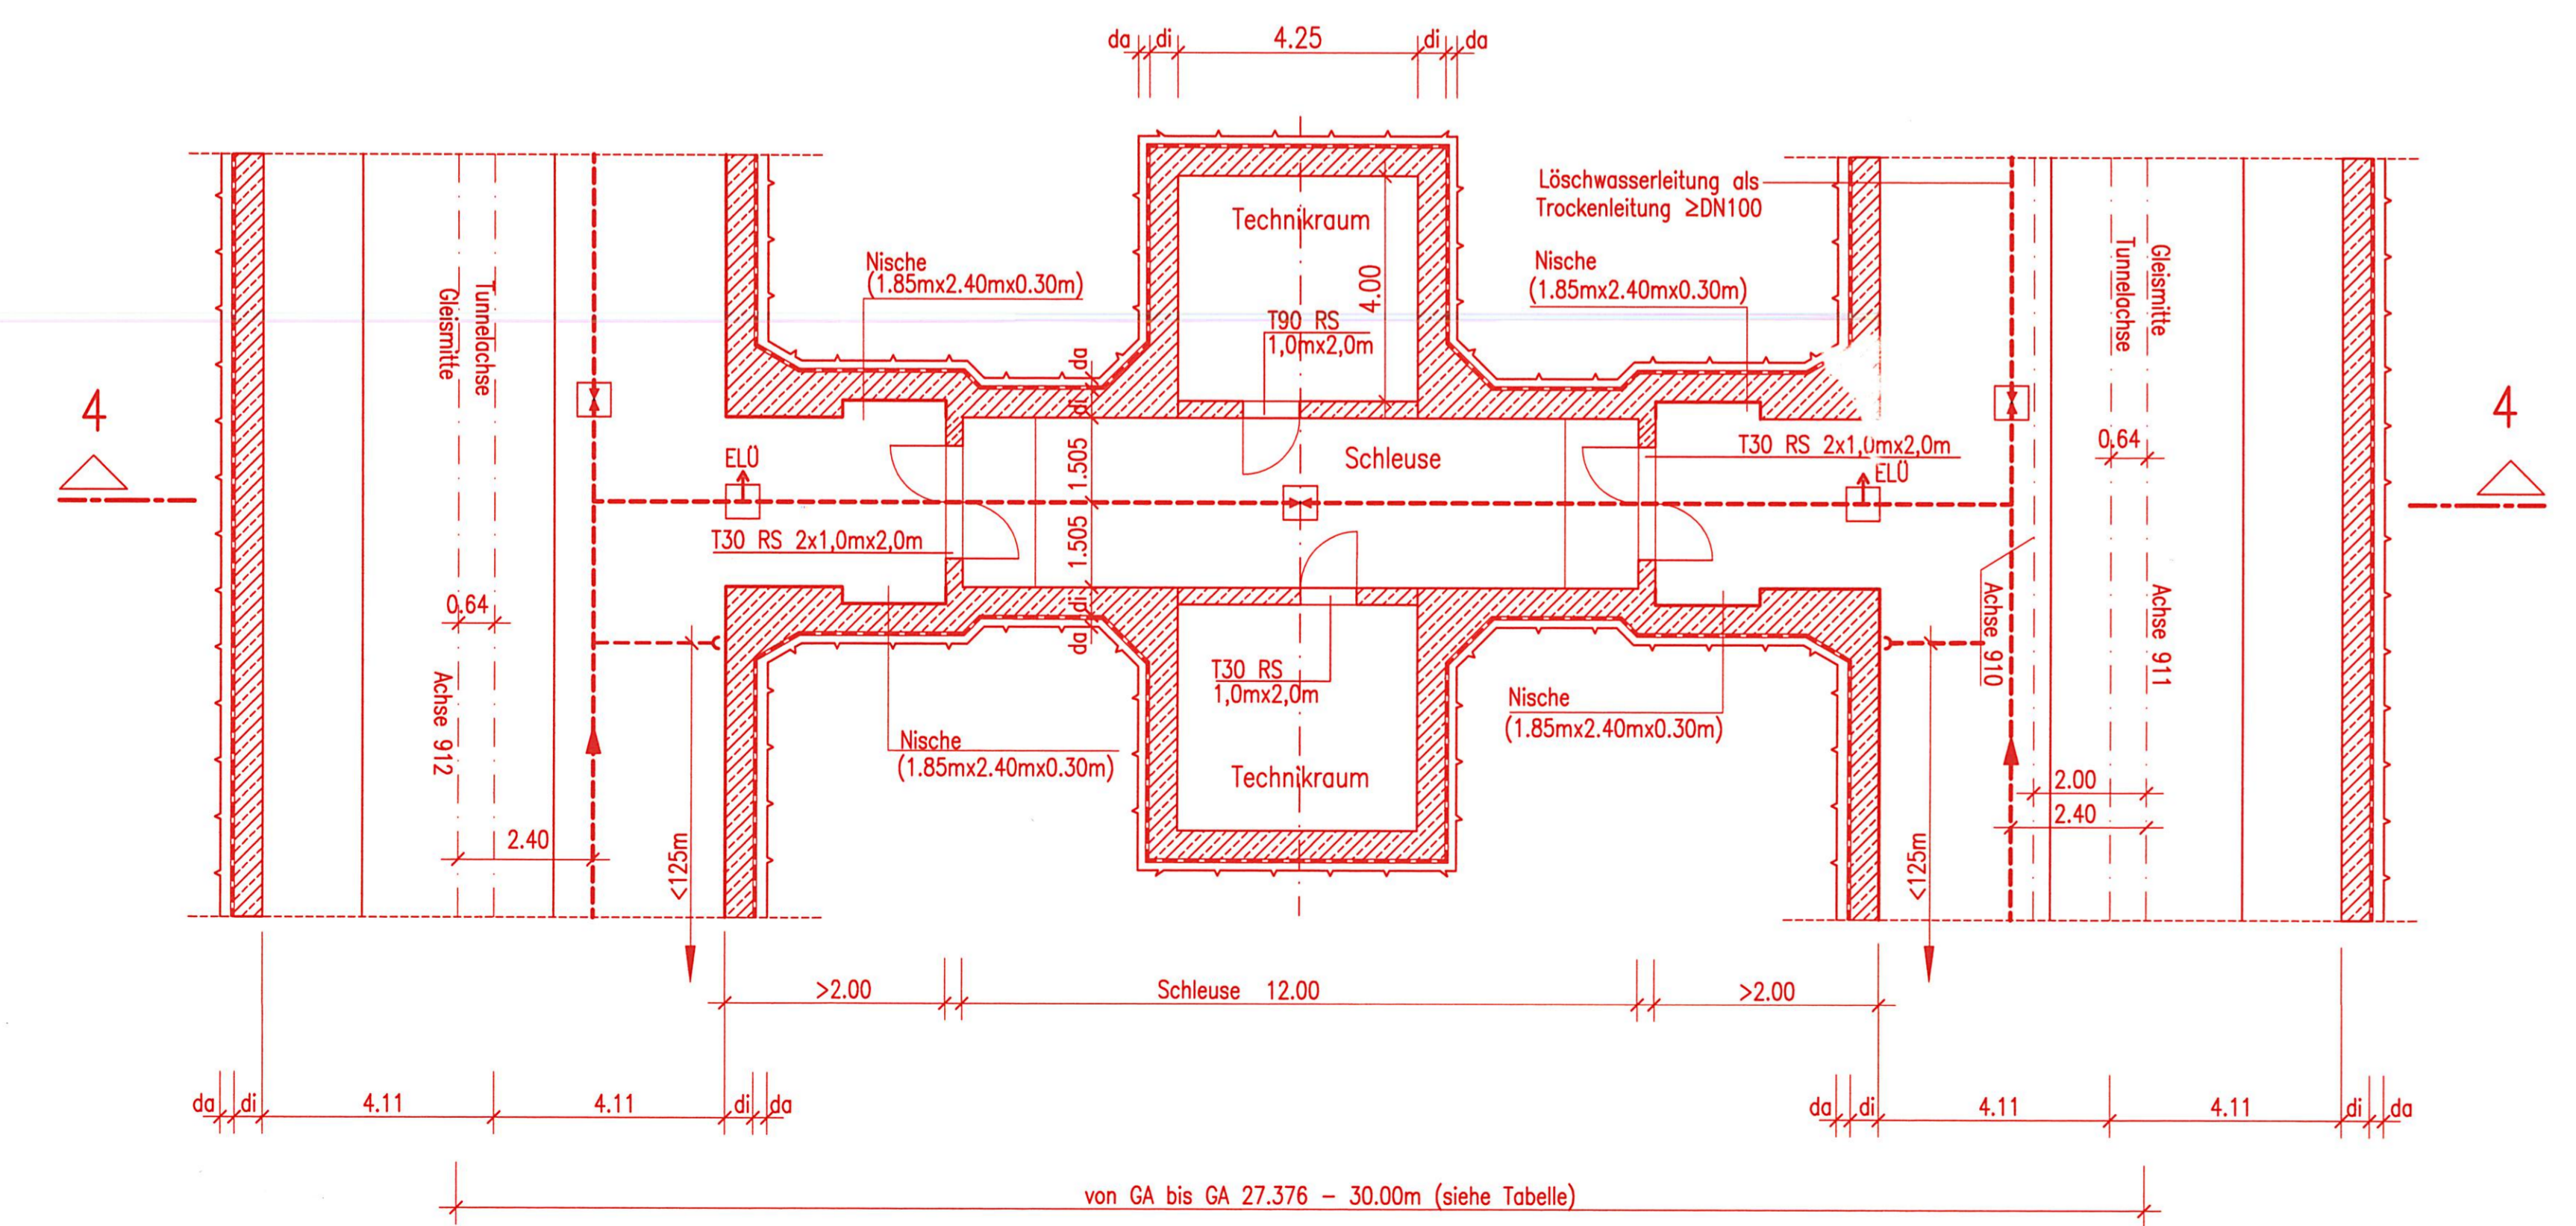 da di 4.25 di da
Löschwasserleitung als
Trockenleitung ≥DN100
Technikraum
Nische
(1.85mx2.40mx0.30m)
Nische
(1.85mx2.40mx0.30m)
4.00
T90 RS
1,0mx2,0m
Gleismitte
Tunnelachse
Tunnelachse
Gleismitte
da
di
4
4
0.64
T30 RS 2x1,0mx2,0m
ELÜ
ELÜ
Schleuse
1.505
1.505
T30 RS 2x1,0mx2,0m
0.64
di
da
Achse 912
Achse 910
Achse 911
T30 RS
1,0mx2,0m
Nische
(1.85mx2.40mx0.30m)
Nische
(1.85mx2.40mx0.30m)
Technikraum
2.00
2.40
2.40
<125m
<125m
>2.00 Schleuse 12.00 >2.00
da di 4.11 4.11 di da
da di 4.11 4.11 di da
von GA bis GA 27.376 - 30.00m (siehe Tabelle)